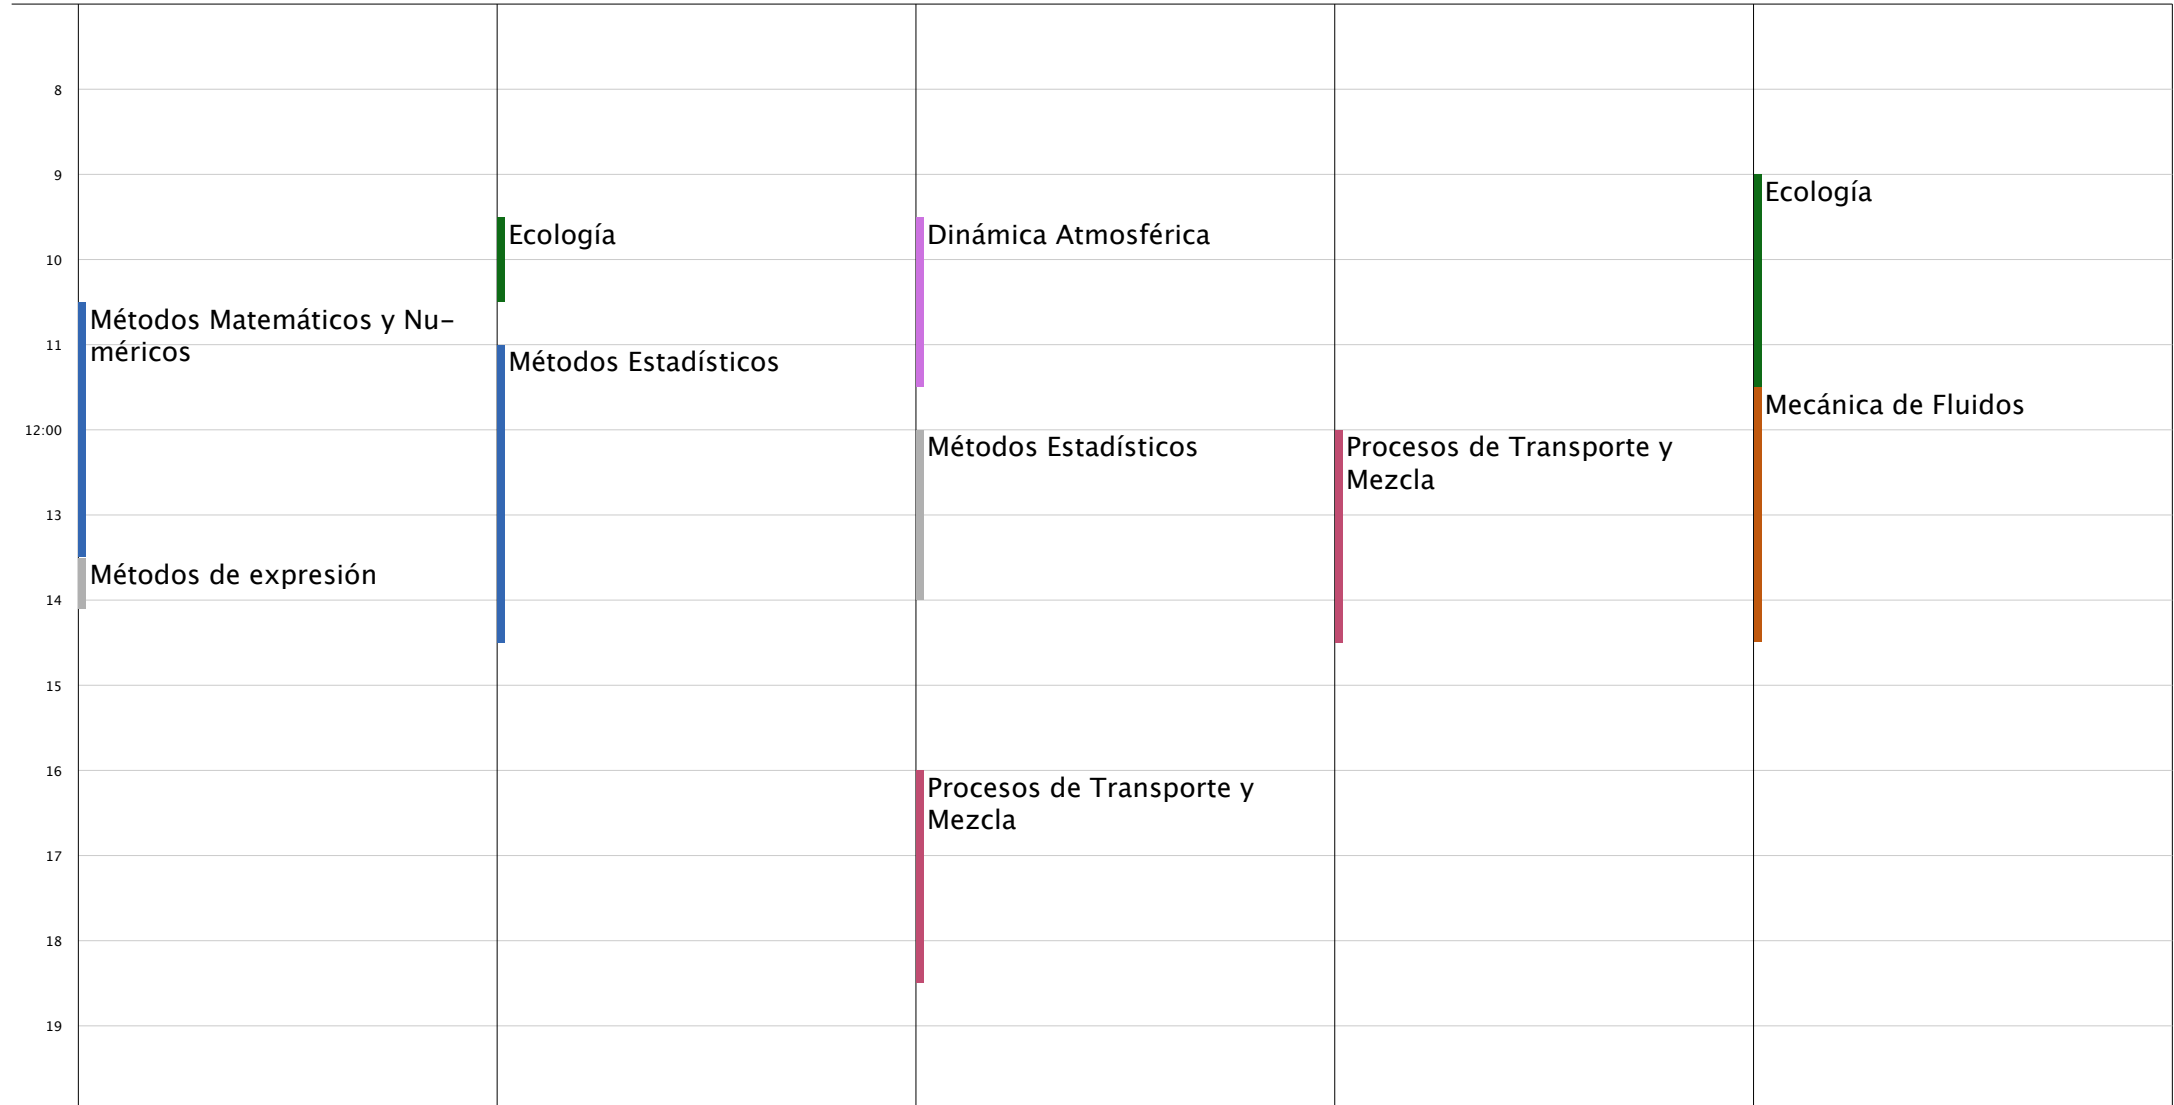 8
9
10
11
12:00
13
14
15
16
17
18
19
Métodos Matemáticos y Nu-
méricos
Métodos de expresión
Ecología
Métodos Estadísticos
Dinámica Atmosférica
Métodos Estadísticos
Procesos de Transporte y
Mezcla
Procesos de Transporte y
Mezcla
Ecología
Mecánica de Fluidos